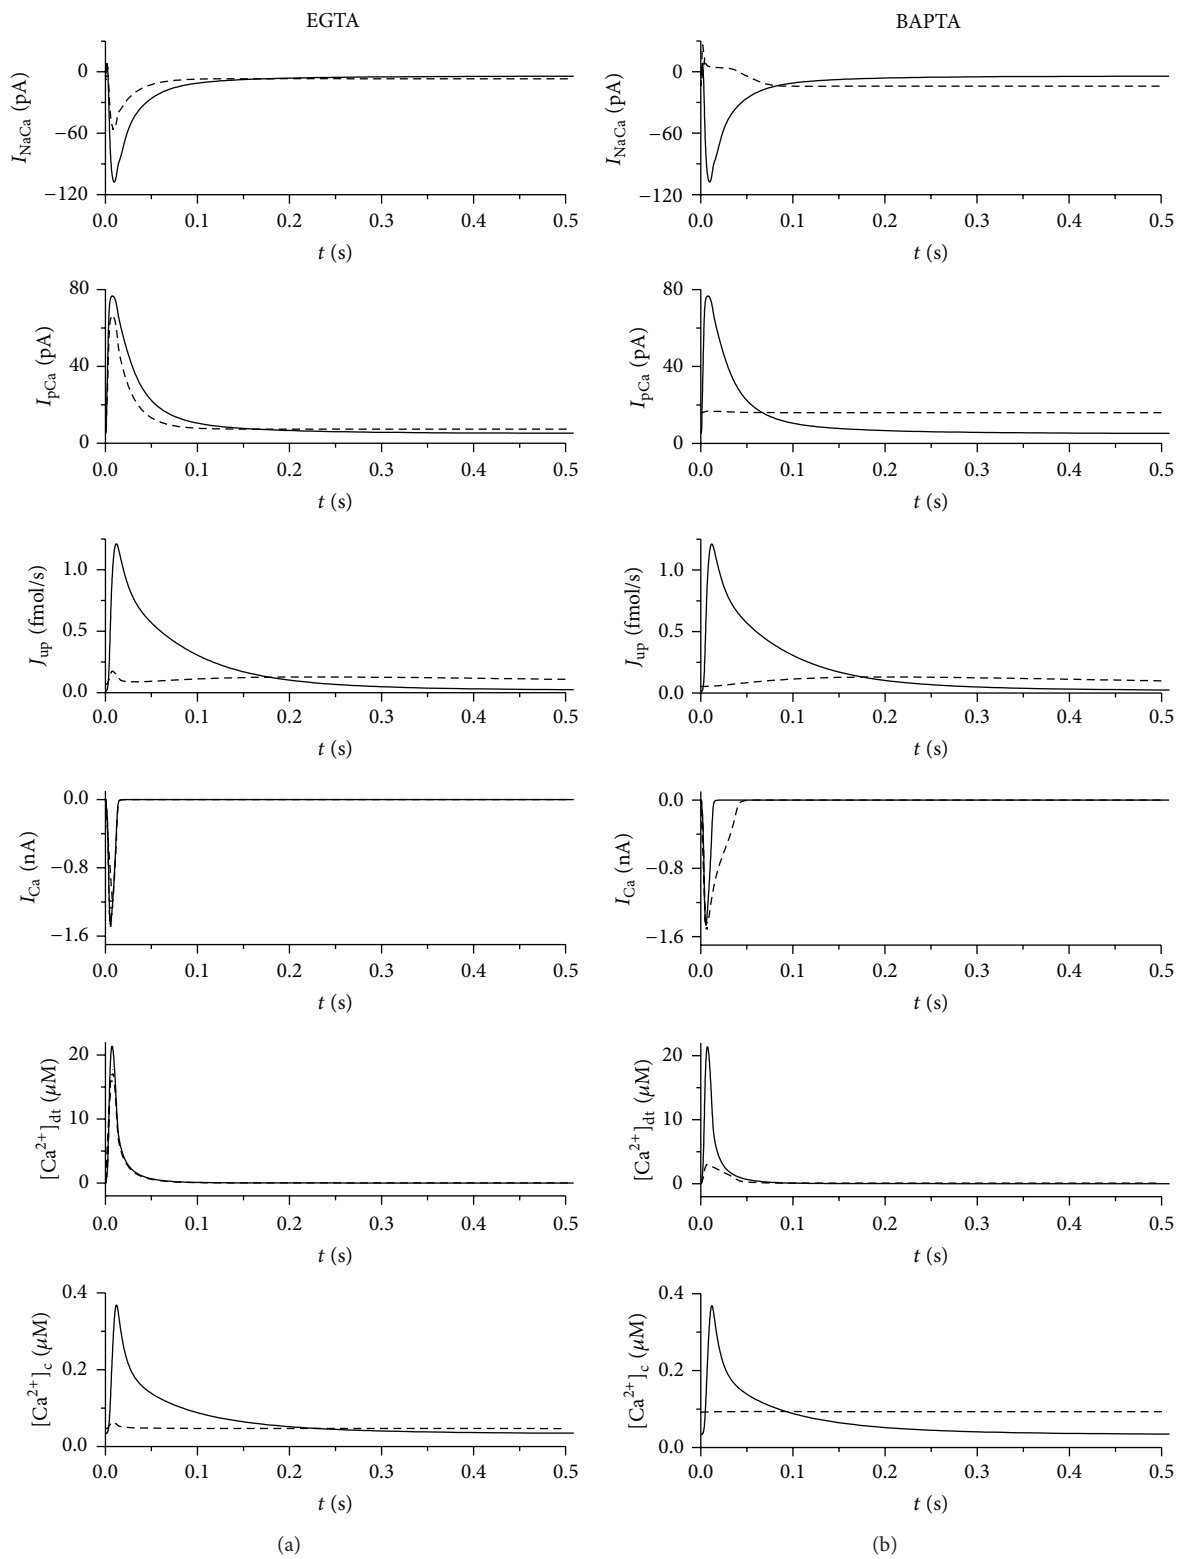 EGTA
BAPTA
0
−60
−120
I_NaCa (pA)
0.0 0.1 0.2 0.3 0.4 0.5
t (s)
0
−60
−120
I_NaCa (pA)
0.0 0.1 0.2 0.3 0.4 0.5
t (s)
80
40
0
I_pCa (pA)
0.0 0.1 0.2 0.3 0.4 0.5
t (s)
80
40
0
I_pCa (pA)
0.0 0.1 0.2 0.3 0.4 0.5
t (s)
1.0
0.5
0.0
J_up (fmol/s)
0.0 0.1 0.2 0.3 0.4 0.5
t (s)
1.0
0.5
0.0
J_up (fmol/s)
0.0 0.1 0.2 0.3 0.4 0.5
t (s)
0.0
−0.8
−1.6
I_Ca (nA)
0.0 0.1 0.2 0.3 0.4 0.5
t (s)
0.0
−0.8
−1.6
I_Ca (nA)
0.0 0.1 0.2 0.3 0.4 0.5
t (s)
20
10
0
[Ca²⁺]_dt (μM)
0.0 0.1 0.2 0.3 0.4 0.5
t (s)
20
10
0
[Ca²⁺]_dt (μM)
0.0 0.1 0.2 0.3 0.4 0.5
t (s)
0.4
0.2
0.0
[Ca²⁺]_c (μM)
0.0 0.1 0.2 0.3 0.4 0.5
t (s)
0.4
0.2
0.0
[Ca²⁺]_c (μM)
0.0 0.1 0.2 0.3 0.4 0.5
t (s)
(a)
(b)